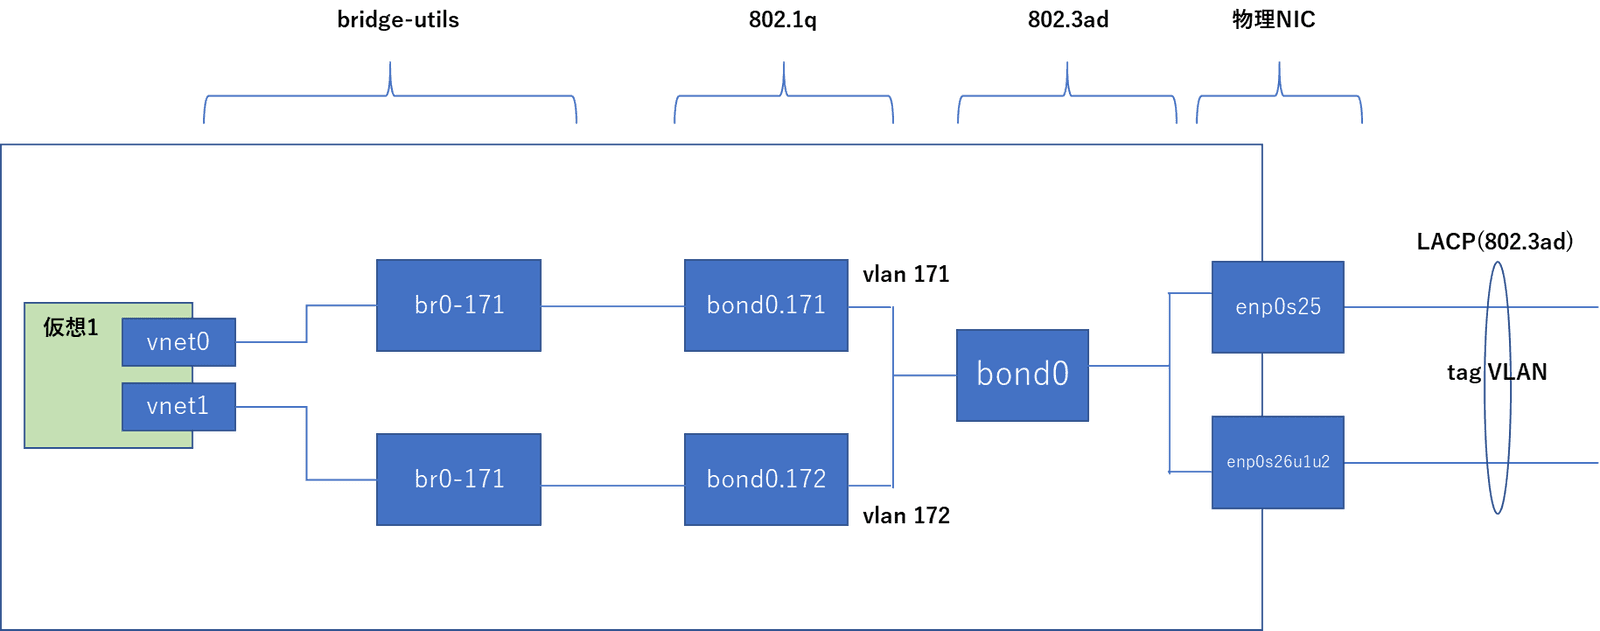 bridge-utils
802.1q
802.3ad
物理NIC
LACP(802.3ad)
vlan 171
br0-171
bond0.171
enp0s25
仮想1
vnet0
bond0
tag VLAN
vnet1
br0-171
bond0.172
enp0s26u1u2
vlan 172